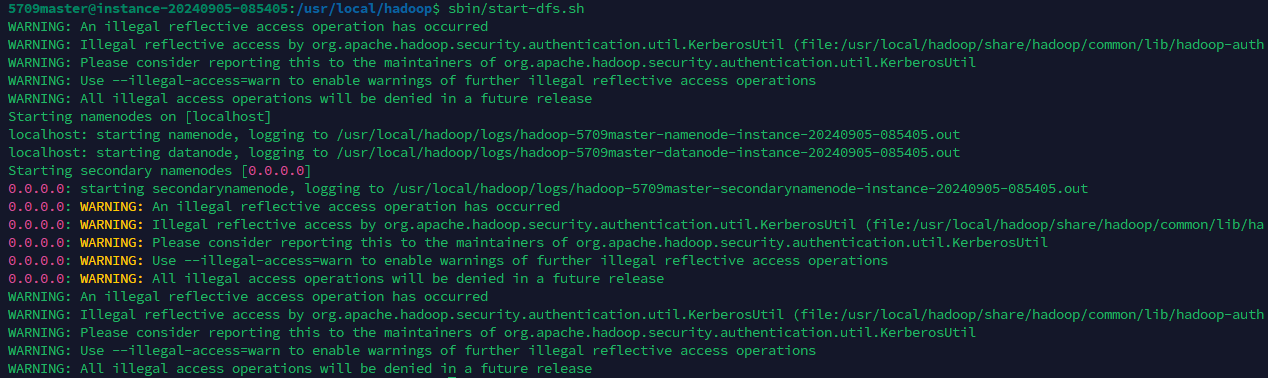 5709master@instance-20240905-085405:/usr/local/hadoop$ sbin/start-dfs.sh
WARNING: An illegal reflective access operation has occurred
WARNING: Illegal reflective access by org.apache.hadoop.security.authentication.util.KerberosUtil (file:/usr/local/hadoop/share/hadoop/common/lib/hadoop-auth
WARNING: Please consider reporting this to the maintainers of org.apache.hadoop.security.authentication.util.KerberosUtil
WARNING: Use --illegal-access=warn to enable warnings of further illegal reflective access operations
WARNING: All illegal access operations will be denied in a future release
Starting namenodes on [localhost]
localhost: starting namenode, logging to /usr/local/hadoop/logs/hadoop-5709master-namenode-instance-20240905-085405.out
localhost: starting datanode, logging to /usr/local/hadoop/logs/hadoop-5709master-datanode-instance-20240905-085405.out
Starting secondary namenodes [0.0.0.0]
0.0.0.0: starting secondarynamenode, logging to /usr/local/hadoop/logs/hadoop-5709master-secondarynamenode-instance-20240905-085405.out
0.0.0.0: WARNING: An illegal reflective access operation has occurred
0.0.0.0: WARNING: Illegal reflective access by org.apache.hadoop.security.authentication.util.KerberosUtil (file:/usr/local/hadoop/share/hadoop/common/lib/ha
0.0.0.0: WARNING: Please consider reporting this to the maintainers of org.apache.hadoop.security.authentication.util.KerberosUtil
0.0.0.0: WARNING: Use --illegal-access=warn to enable warnings of further illegal reflective access operations
0.0.0.0: WARNING: All illegal access operations will be denied in a future release
WARNING: An illegal reflective access operation has occurred
WARNING: Illegal reflective access by org.apache.hadoop.security.authentication.util.KerberosUtil (file:/usr/local/hadoop/share/hadoop/common/lib/hadoop-auth
WARNING: Please consider reporting this to the maintainers of org.apache.hadoop.security.authentication.util.KerberosUtil
WARNING: Use --illegal-access=warn to enable warnings of further illegal reflective access operations
WARNING: All illegal access operations will be denied in a future release